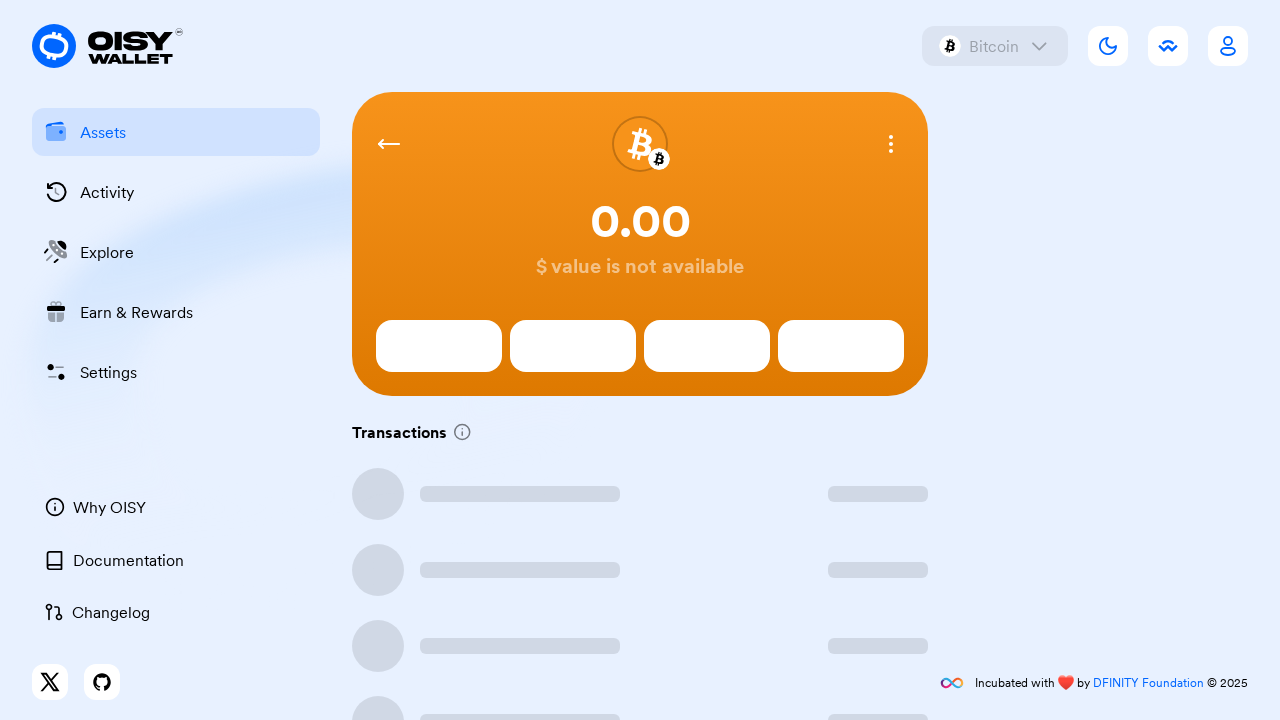 OISY
WALLET
Bitcoin
Assets
Activity
Explore
Earn & Rewards
Settings
0.00
$ value is not available
Transactions
Why OISY
Documentation
Changelog
Incubated with ❤️ by DFINITY Foundation © 2025